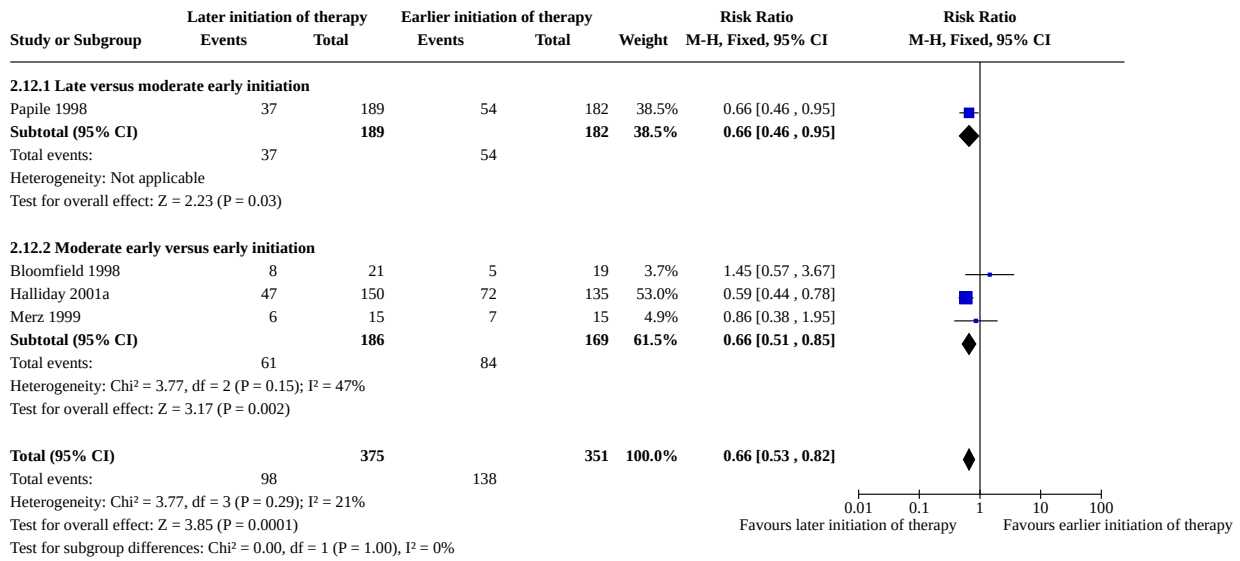 Later initiation of therapy Earlier initiation of therapy Risk Ratio Risk Ratio
Study or Subgroup Events Total Events Total Weight M-H, Fixed, 95% CI M-H, Fixed, 95% CI
2.12.1 Late versus moderate early initiation
Papile 1998 37 189 54 182 38.5% 0.66 [0.46 , 0.95]
Subtotal (95% CI) 189 182 38.5% 0.66 [0.46 , 0.95]
Total events: 37 54
Heterogeneity: Not applicable
Test for overall effect: Z = 2.23 (P = 0.03)
2.12.2 Moderate early versus early initiation
Bloomfield 1998 8 21 5 19 3.7% 1.45 [0.57 , 3.67]
Halliday 2001a 47 150 72 135 53.0% 0.59 [0.44 , 0.78]
Merz 1999 6 15 7 15 4.9% 0.86 [0.38 , 1.95]
Subtotal (95% CI) 186 169 61.5% 0.66 [0.51 , 0.85]
Total events: 61 84
Heterogeneity: Chi² = 3.77, df = 2 (P = 0.15); I² = 47%
Test for overall effect: Z = 3.17 (P = 0.002)
Total (95% CI) 375 351 100.0% 0.66 [0.53 , 0.82]
Total events: 98 138
Heterogeneity: Chi² = 3.77, df = 3 (P = 0.29); I² = 21%
0.01 0.1 1 10 100
Test for overall effect: Z = 3.85 (P = 0.0001) Favours later initiation of therapy Favours earlier initiation of therapy
Test for subgroup differences: Chi² = 0.00, df = 1 (P = 1.00), I² = 0%